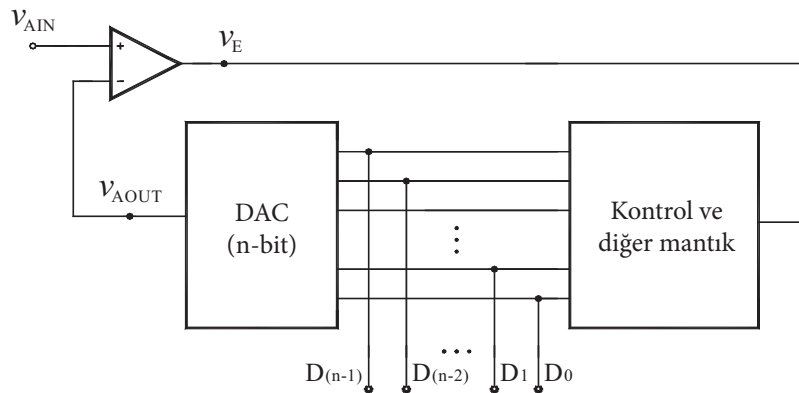 vAIN
+
vE
−
vAOUT
DAC
(n-bit)
Kontrol ve
diğer mantık
D(n-1) D(n-2) D1 D0